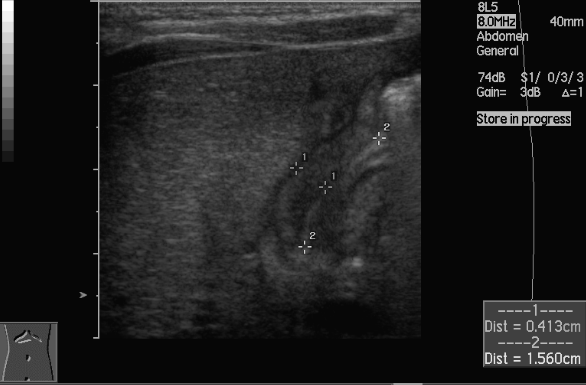 8L5
8.0MHz 40mm
Abdomen
General
74dB S1/ 0/3/3
Gain= 3dB Δ=1
Store in progress
1
1
2
2
----1----
Dist = 0.413cm
----2----
Dist = 1.560cm